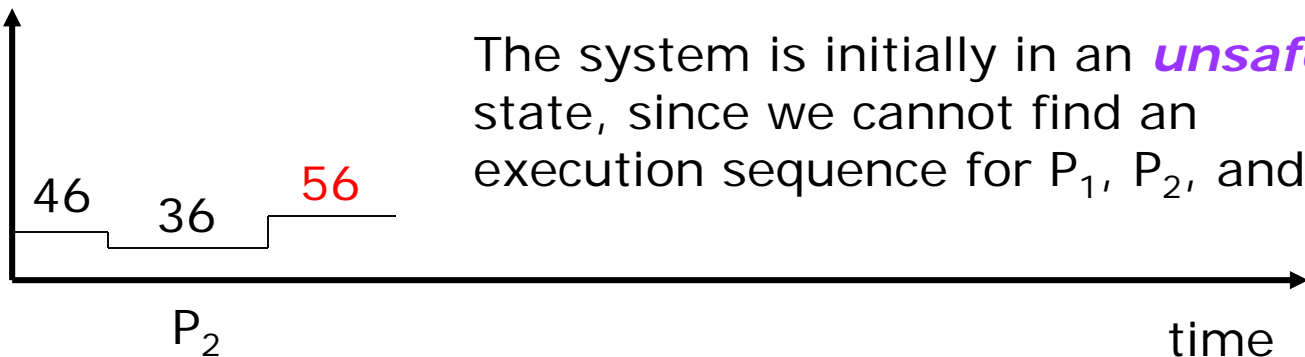 The system is initially in an unsafe
state, since we cannot find an
execution sequence for P₁, P₂, and
46
36
56
P₂
time